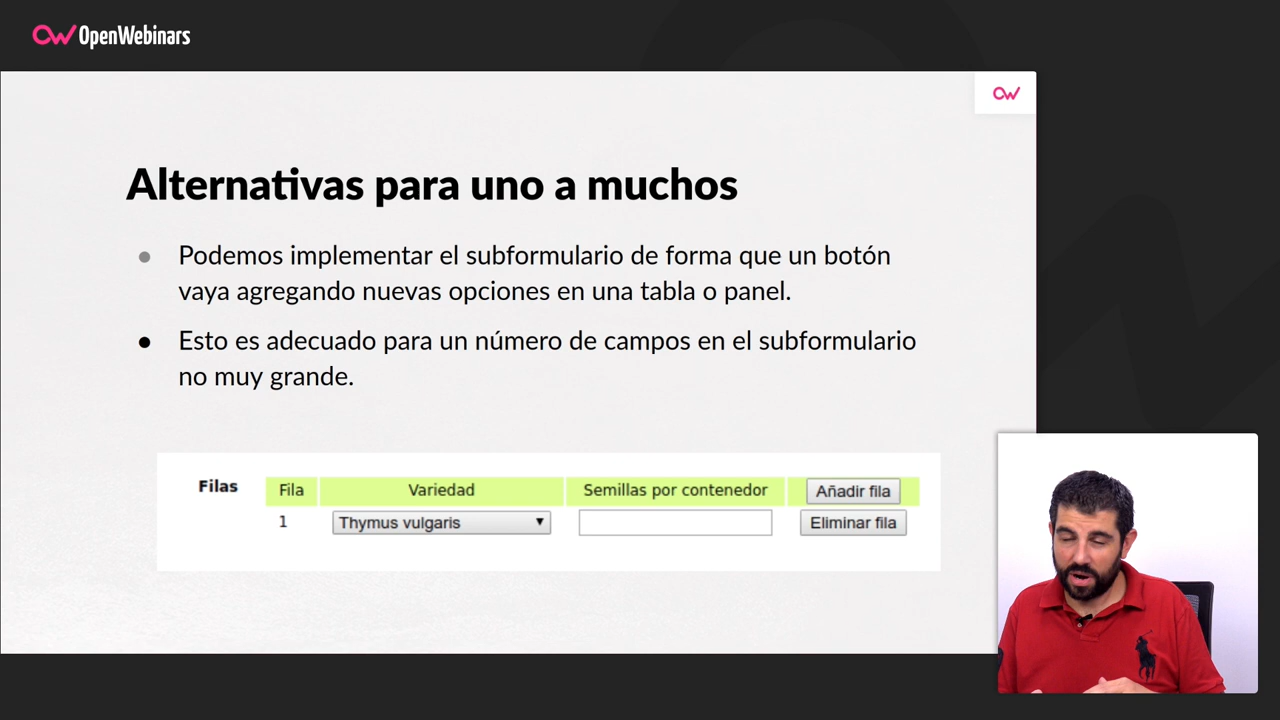 OW OpenWebinars
OW
Alternativas para uno a muchos
● Podemos implementar el subformulario de forma que un botón
vaya agregando nuevas opciones en una tabla o panel.
● Esto es adecuado para un número de campos en el subformulario
no muy grande.
Filas Fila Variedad Semillas por contenedor Añadir fila
1 Thymus vulgaris Eliminar fila